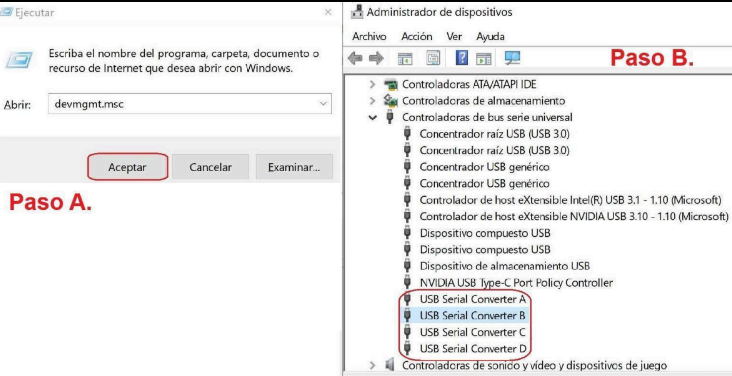 Ejecutar
Escriba el nombre del programa, carpeta, documento o
recurso de Internet que desea abrir con Windows.
Abrir: devmgmt.msc
Aceptar Cancelar Examinar...
Paso A.
Administrador de dispositivos
Archivo Acción Ver Ayuda
Paso B.
Controladoras ATA/ATAPI IDE
Controladoras de almacenamiento
Controladoras de bus serie universal
Concentrador raíz USB (USB 3.0)
Concentrador raíz USB (USB 3.0)
Concentrador USB genérico
Concentrador USB genérico
Controlador de host eXtensible Intel(R) USB 3.1 - 1.10 (Microsoft)
Controlador de host eXtensible NVIDIA USB 3.10 - 1.10 (Microsoft)
Dispositivo compuesto USB
Dispositivo compuesto USB
Dispositivo de almacenamiento USB
NVIDIA USB Type-C Port Policy Controller
USB Serial Converter A
USB Serial Converter B
USB Serial Converter C
USB Serial Converter D
Controladoras de sonido y vídeo y dispositivos de juego